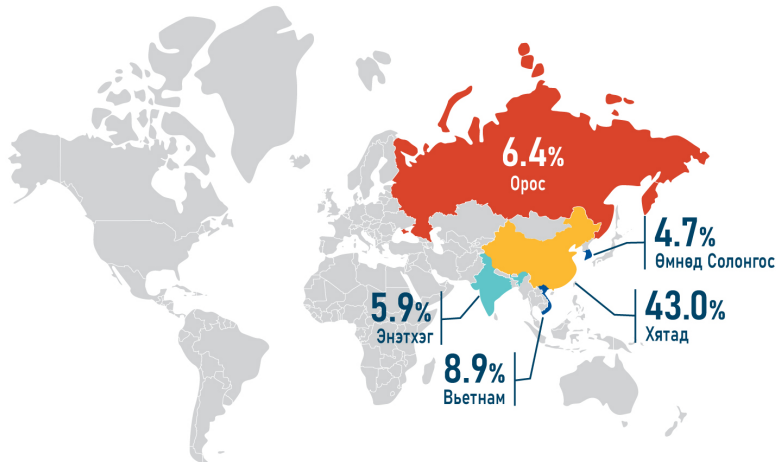 6.4%
Орос
4.7%
Өмнөд Солонгос
5.9%
Энэтхэг
43.0%
Хятад
8.9%
Вьетнам